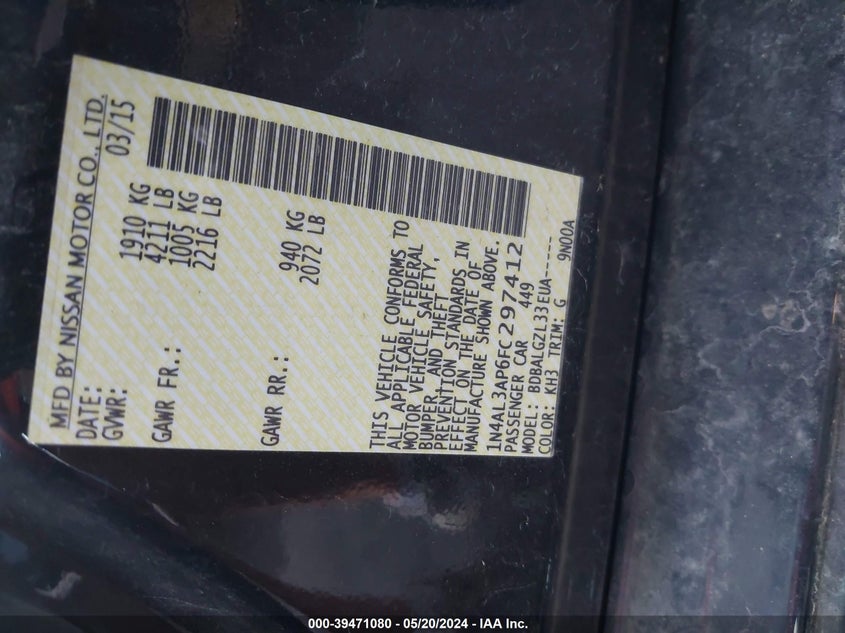 MFD BY NISSAN MOTOR CO., LTD.
DATE: 03/15
GVWR: 1910 KG
4211 LB
GAWR FR.: 1005 KG
2216 LB
GAWR RR.: 940 KG
2072 LB
THIS VEHICLE CONFORMS TO
ALL APPLICABLE FEDERAL
MOTOR VEHICLE SAFETY,
BUMPER, AND THEFT
PREVENTION STANDARDS IN
EFFECT ON THE DATE OF
MANUFACTURE SHOWN ABOVE.
1N4AL3AP6FC297412
PASSENGER CAR 449
MODEL: BDBALGZL33EUA------
COLOR: KH3 TRIM: G 9N00A
000-39471080 - 05/20/2024 - IAA Inc.